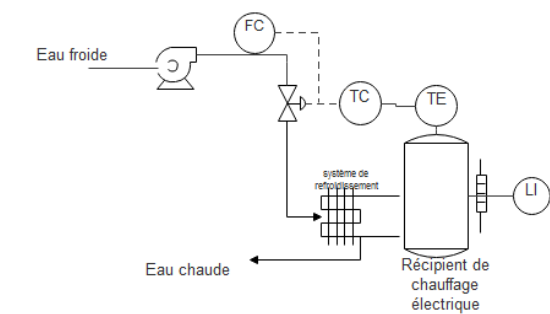 FC
Eau froide
TC
TE
système de
refroidissement
LI
Eau chaude
Récipient de
chauffage
électrique